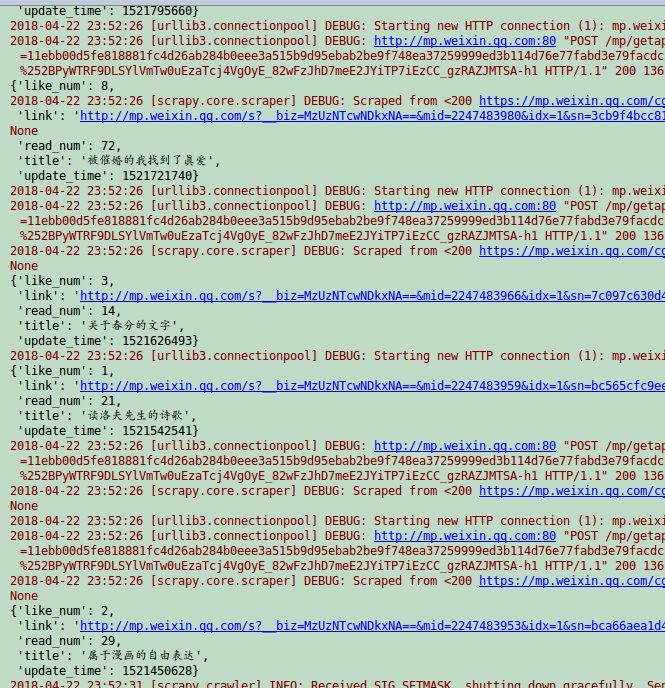 'update_time': 1521795660}
2018-04-22 23:52:26 [urllib3.connectionpool] DEBUG: Starting new HTTP connection (1): mp.weixi
2018-04-22 23:52:26 [urllib3.connectionpool] DEBUG: http://mp.weixin.qq.com:80 "POST /mp/getap
=11ebb00d5fe818881fc4d26ab284b0eee3a515b9d95ebab2be9f748ea37259999ed3b114d76e77fabd3e79facdc
%252BPyWTRF9DLSYlVmTw0uEzaTcj4VgOyE_82wFzJhD7meE2JYiTP7iEzCC_gzRAZJMTSA-h1 HTTP/1.1" 200 136
{'like_num': 8,
2018-04-22 23:52:26 [scrapy.core.scraper] DEBUG: Scraped from <200 https://mp.weixin.qq.com/cg
'link': 'http://mp.weixin.qq.com/s?__biz=MzUzNTcwNDkxNA==&mid=2247483980&idx=1&sn=3cb9f4bcc81
None
'read_num': 72,
'title': '被催婚的我找到了真爱',
'update_time': 1521721740}
2018-04-22 23:52:26 [urllib3.connectionpool] DEBUG: Starting new HTTP connection (1): mp.weixi
2018-04-22 23:52:26 [urllib3.connectionpool] DEBUG: http://mp.weixin.qq.com:80 "POST /mp/getap
=11ebb00d5fe818881fc4d26ab284b0eee3a515b9d95ebab2be9f748ea37259999ed3b114d76e77fabd3e79facdc
%252BPyWTRF9DLSYlVmTw0uEzaTcj4VgOyE_82wFzJhD7meE2JYiTP7iEzCC_gzRAZJMTSA-h1 HTTP/1.1" 200 136
2018-04-22 23:52:26 [scrapy.core.scraper] DEBUG: Scraped from <200 https://mp.weixin.qq.com/cg
None
{'like_num': 3,
'link': 'http://mp.weixin.qq.com/s?__biz=MzUzNTcwNDkxNA==&mid=2247483966&idx=1&sn=7c097c630d4
'read_num': 14,
'title': '关于春分的文字',
'update_time': 1521626493}
2018-04-22 23:52:26 [urllib3.connectionpool] DEBUG: Starting new HTTP connection (1): mp.weixi
{'like_num': 1,
'link': 'http://mp.weixin.qq.com/s?__biz=MzUzNTcwNDkxNA==&mid=2247483959&idx=1&sn=bc565cfc9ee
'read_num': 21,
'title': '读洛夫先生的诗歌',
'update_time': 1521542541}
2018-04-22 23:52:26 [urllib3.connectionpool] DEBUG: http://mp.weixin.qq.com:80 "POST /mp/getap
=11ebb00d5fe818881fc4d26ab284b0eee3a515b9d95ebab2be9f748ea37259999ed3b114d76e77fabd3e79facdc
%252BPyWTRF9DLSYlVmTw0uEzaTcj4VgOyE_82wFzJhD7meE2JYiTP7iEzCC_gzRAZJMTSA-h1 HTTP/1.1" 200 136
2018-04-22 23:52:26 [scrapy.core.scraper] DEBUG: Scraped from <200 https://mp.weixin.qq.com/cg
None
2018-04-22 23:52:26 [urllib3.connectionpool] DEBUG: Starting new HTTP connection (1): mp.weixi
2018-04-22 23:52:26 [urllib3.connectionpool] DEBUG: http://mp.weixin.qq.com:80 "POST /mp/getap
=11ebb00d5fe818881fc4d26ab284b0eee3a515b9d95ebab2be9f748ea37259999ed3b114d76e77fabd3e79facdc
%252BPyWTRF9DLSYlVmTw0uEzaTcj4VgOyE_82wFzJhD7meE2JYiTP7iEzCC_gzRAZJMTSA-h1 HTTP/1.1" 200 136
2018-04-22 23:52:26 [scrapy.core.scraper] DEBUG: Scraped from <200 https://mp.weixin.qq.com/cg
None
{'like_num': 2,
'link': 'http://mp.weixin.qq.com/s?__biz=MzUzNTcwNDkxNA==&mid=2247483953&idx=1&sn=bca66aea1d4
'read_num': 29,
'title': '属于漫画的自由表达',
'update_time': 1521450628}
2018-04-22 23:52:31 [scrapy.crawler] INFO: Received SIG_SETMASK, shutting down gracefully. Sen